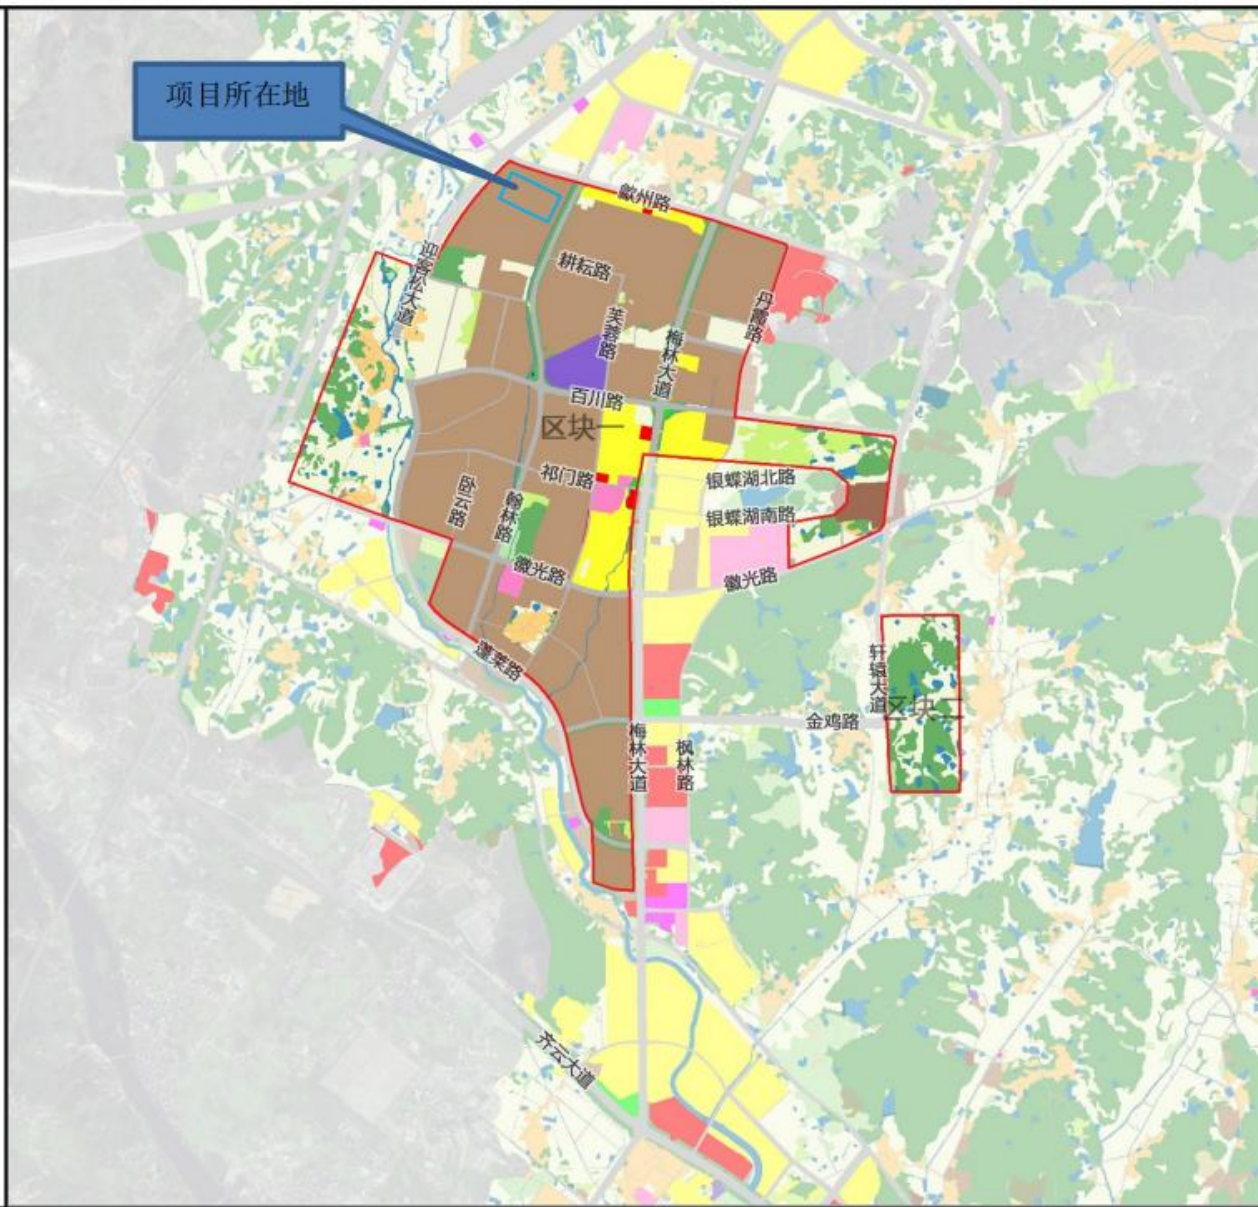 项目所在地
歙州路
迎客松大道
耕耘路
丹霞路
芙蓉路
梅林大道
百川路
区块一
祁门路
银蝶湖北路
卧云路
翰林路
银蝶湖南路
徽光路
徽光路
蓬莱路
轩辕大道
区块二
金鸡路
梅林大道
枫林路
齐云大道